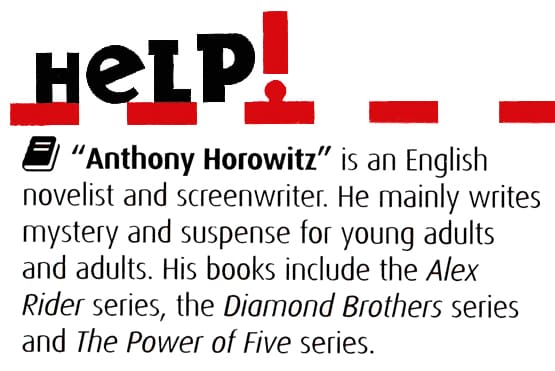 HeLP!
"Anthony Horowitz" is an English
novelist and screenwriter. He mainly writes
mystery and suspense for young adults
and adults. His books include the Alex
Rider series, the Diamond Brothers series
and The Power of Five series.